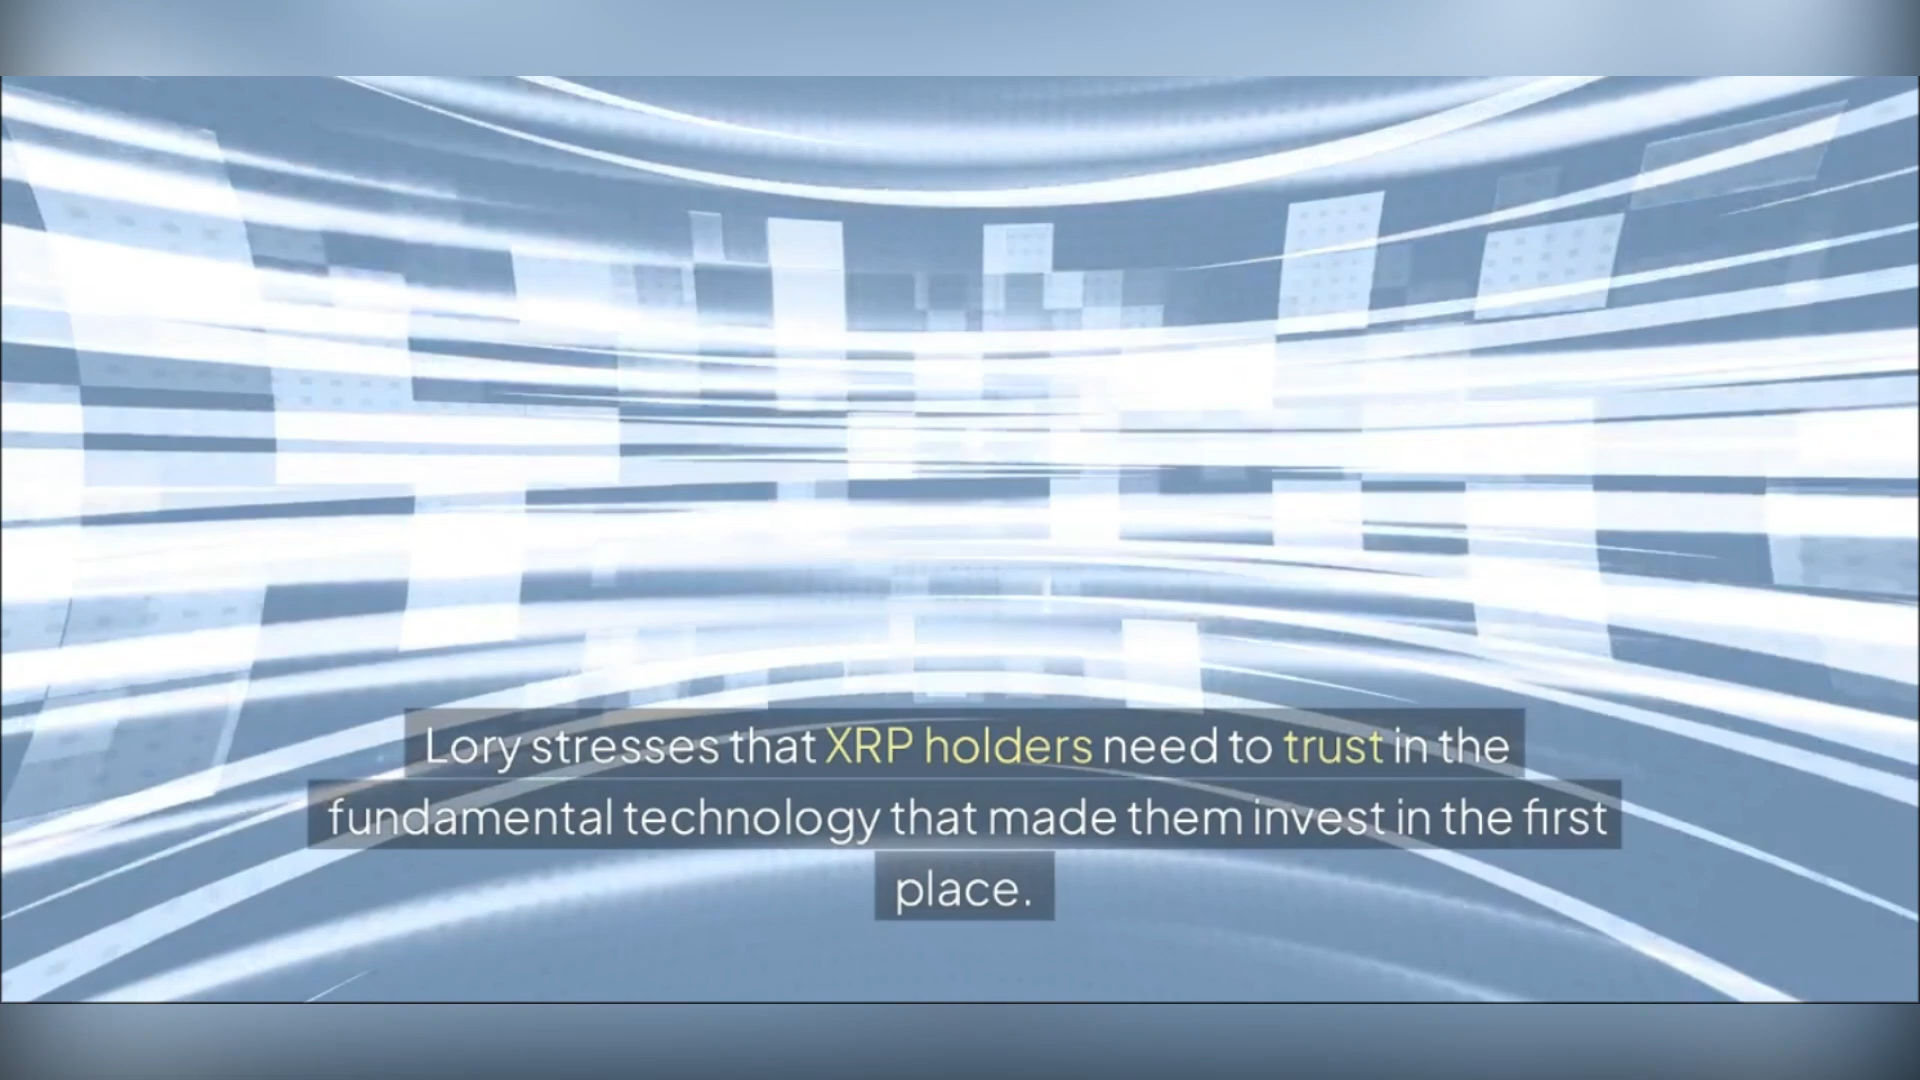 Lory stresses that XRP holders need to trust in the
fundamental technology that made them invest in the first
place.